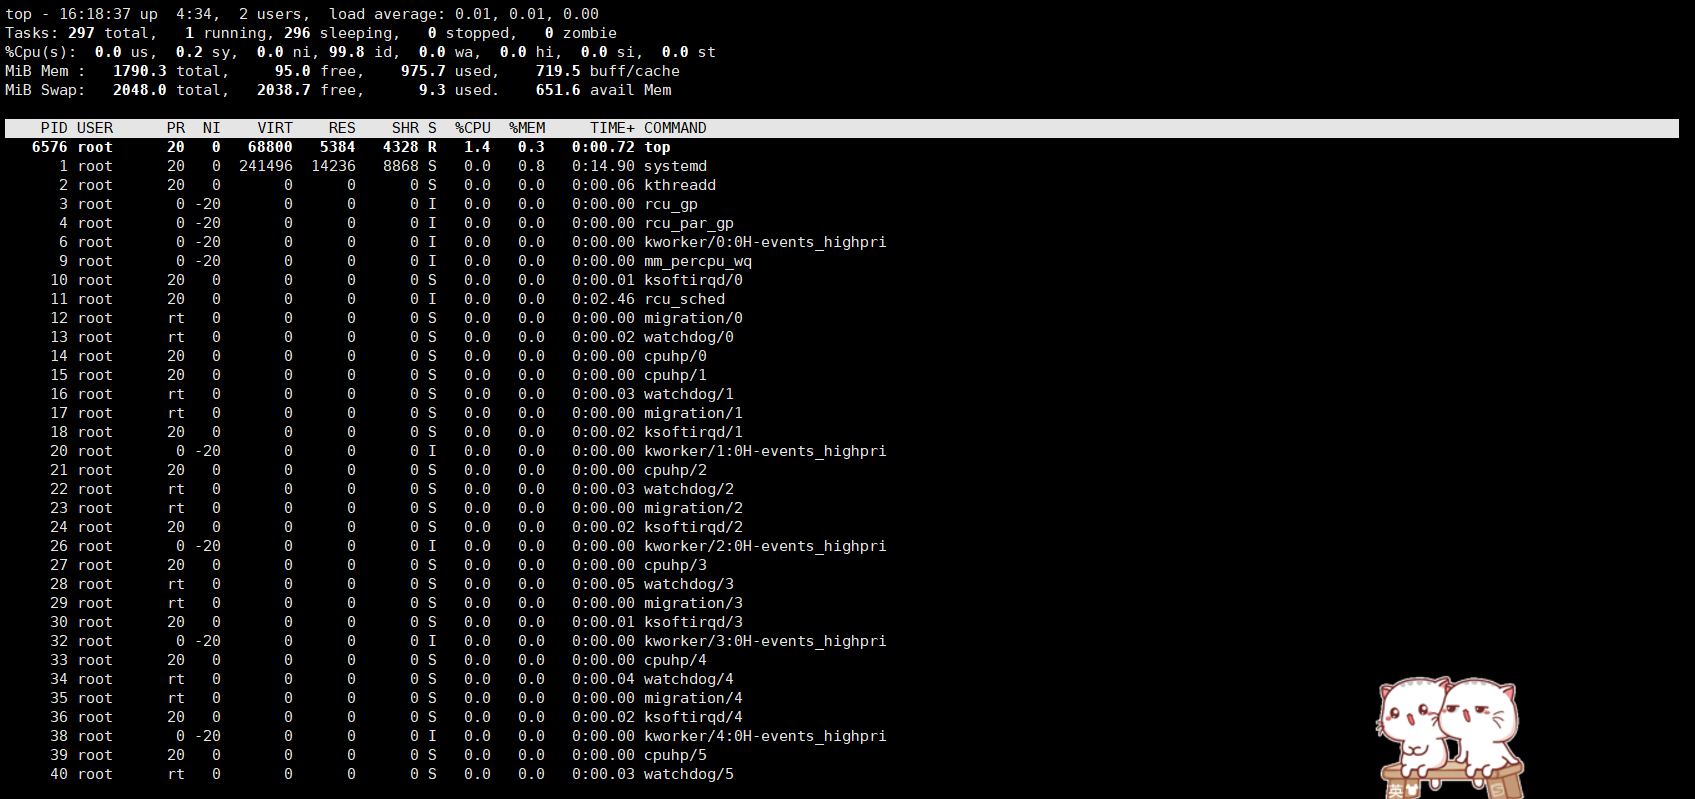 top - 16:18:37 up  4:34,  2 users,  load average: 0.01, 0.01, 0.00
Tasks: 297 total,   1 running, 296 sleeping,   0 stopped,   0 zombie
%Cpu(s):  0.0 us,  0.2 sy,  0.0 ni, 99.8 id,  0.0 wa,  0.0 hi,  0.0 si,  0.0 st
MiB Mem :   1790.3 total,     95.0 free,    975.7 used,    719.5 buff/cache
MiB Swap:   2048.0 total,   2038.7 free,      9.3 used.    651.6 avail Mem
PID USER      PR  NI    VIRT    RES    SHR S  %CPU  %MEM     TIME+ COMMAND
6576 root      20   0   68800   5384   4328 R   1.4   0.3   0:00.72 top
1 root      20   0  241496  14236   8868 S   0.0   0.8   0:14.90 systemd
2 root      20   0       0      0      0 S   0.0   0.0   0:00.06 kthreadd
3 root       0 -20       0      0      0 I   0.0   0.0   0:00.00 rcu_gp
4 root       0 -20       0      0      0 I   0.0   0.0   0:00.00 rcu_par_gp
6 root       0 -20       0      0      0 I   0.0   0.0   0:00.00 kworker/0:0H-events_highpri
9 root       0 -20       0      0      0 I   0.0   0.0   0:00.00 mm_percpu_wq
10 root      20   0       0      0      0 S   0.0   0.0   0:00.01 ksoftirqd/0
11 root      20   0       0      0      0 I   0.0   0.0   0:02.46 rcu_sched
12 root      rt   0       0      0      0 S   0.0   0.0   0:00.00 migration/0
13 root      rt   0       0      0      0 S   0.0   0.0   0:00.02 watchdog/0
14 root      20   0       0      0      0 S   0.0   0.0   0:00.00 cpuhp/0
15 root      20   0       0      0      0 S   0.0   0.0   0:00.00 cpuhp/1
16 root      rt   0       0      0      0 S   0.0   0.0   0:00.03 watchdog/1
17 root      rt   0       0      0      0 S   0.0   0.0   0:00.00 migration/1
18 root      20   0       0      0      0 S   0.0   0.0   0:00.02 ksoftirqd/1
20 root       0 -20       0      0      0 I   0.0   0.0   0:00.00 kworker/1:0H-events_highpri
21 root      20   0       0      0      0 S   0.0   0.0   0:00.00 cpuhp/2
22 root      rt   0       0      0      0 S   0.0   0.0   0:00.03 watchdog/2
23 root      rt   0       0      0      0 S   0.0   0.0   0:00.00 migration/2
24 root      20   0       0      0      0 S   0.0   0.0   0:00.02 ksoftirqd/2
26 root       0 -20       0      0      0 I   0.0   0.0   0:00.00 kworker/2:0H-events_highpri
27 root      20   0       0      0      0 S   0.0   0.0   0:00.00 cpuhp/3
28 root      rt   0       0      0      0 S   0.0   0.0   0:00.05 watchdog/3
29 root      rt   0       0      0      0 S   0.0   0.0   0:00.00 migration/3
30 root      20   0       0      0      0 S   0.0   0.0   0:00.01 ksoftirqd/3
32 root       0 -20       0      0      0 I   0.0   0.0   0:00.00 kworker/3:0H-events_highpri
33 root      20   0       0      0      0 S   0.0   0.0   0:00.00 cpuhp/4
34 root      rt   0       0      0      0 S   0.0   0.0   0:00.04 watchdog/4
35 root      rt   0       0      0      0 S   0.0   0.0   0:00.00 migration/4
36 root      20   0       0      0      0 S   0.0   0.0   0:00.02 ksoftirqd/4
38 root       0 -20       0      0      0 I   0.0   0.0   0:00.00 kworker/4:0H-events_highpri
39 root      20   0       0      0      0 S   0.0   0.0   0:00.00 cpuhp/5
40 root      rt   0       0      0      0 S   0.0   0.0   0:00.03 watchdog/5
英